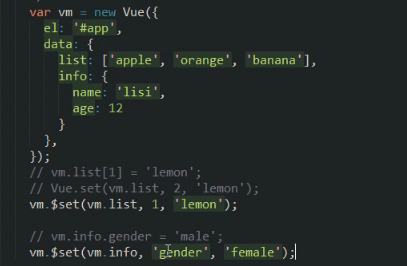 var vm = new Vue({
el: '#app',
data: {
list: ['apple', 'orange', 'banana'],
info: {
name: 'lisi',
age: 12
}
},
});
// vm.list[1] = 'lemon';
// Vue.set(vm.list, 2, 'lemon');
vm.$set(vm.list, 1, 'lemon');
// vm.info.gender = 'male';
vm.$set(vm.info, 'gender', 'female');